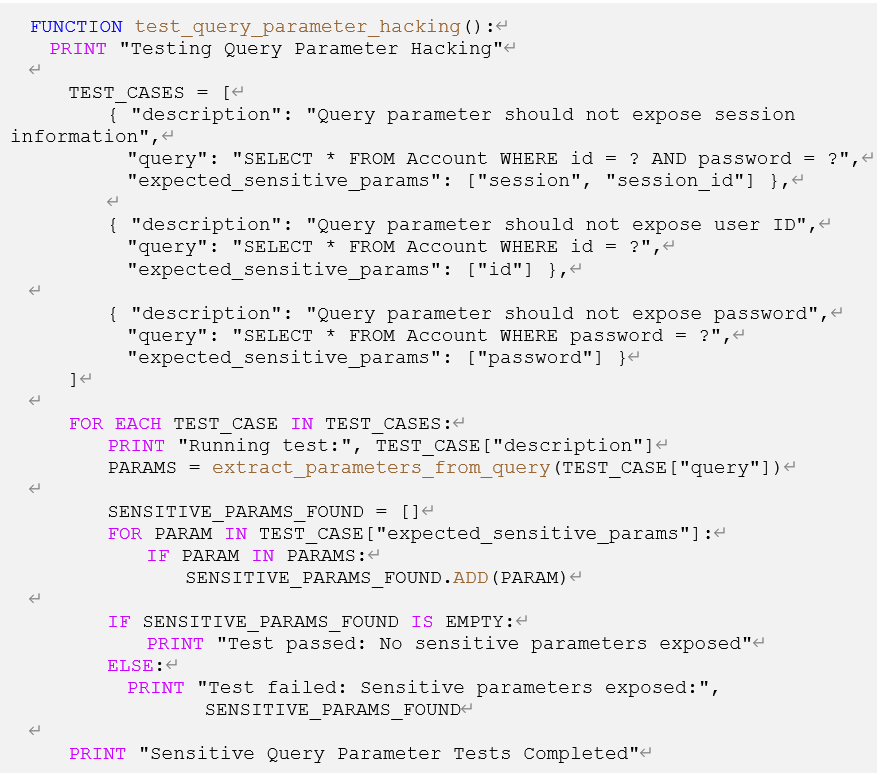 FUNCTION test_query_parameter_hacking():↵
PRINT "Testing Query Parameter Hacking"↵
↵
TEST_CASES = [↵
{ "description": "Query parameter should not expose session
information",↵
"query": "SELECT * FROM Account WHERE id = ? AND password = ?",↵
"expected_sensitive_params": ["session", "session_id"] },↵
↵
{ "description": "Query parameter should not expose user ID",↵
"query": "SELECT * FROM Account WHERE id = ?",↵
"expected_sensitive_params": ["id"] },↵
↵
{ "description": "Query parameter should not expose password",↵
"query": "SELECT * FROM Account WHERE password = ?",↵
"expected_sensitive_params": ["password"] }↵
]↵
↵
FOR EACH TEST_CASE IN TEST_CASES:↵
PRINT "Running test:", TEST_CASE["description"]↵
PARAMS = extract_parameters_from_query(TEST_CASE["query"])↵
↵
SENSITIVE_PARAMS_FOUND = []↵
FOR PARAM IN TEST_CASE["expected_sensitive_params"]:↵
IF PARAM IN PARAMS:↵
SENSITIVE_PARAMS_FOUND.ADD(PARAM)↵
↵
IF SENSITIVE_PARAMS_FOUND IS EMPTY:↵
PRINT "Test passed: No sensitive parameters exposed"↵
ELSE:↵
PRINT "Test failed: Sensitive parameters exposed:",
SENSITIVE_PARAMS_FOUND↵
↵
PRINT "Sensitive Query Parameter Tests Completed"↵